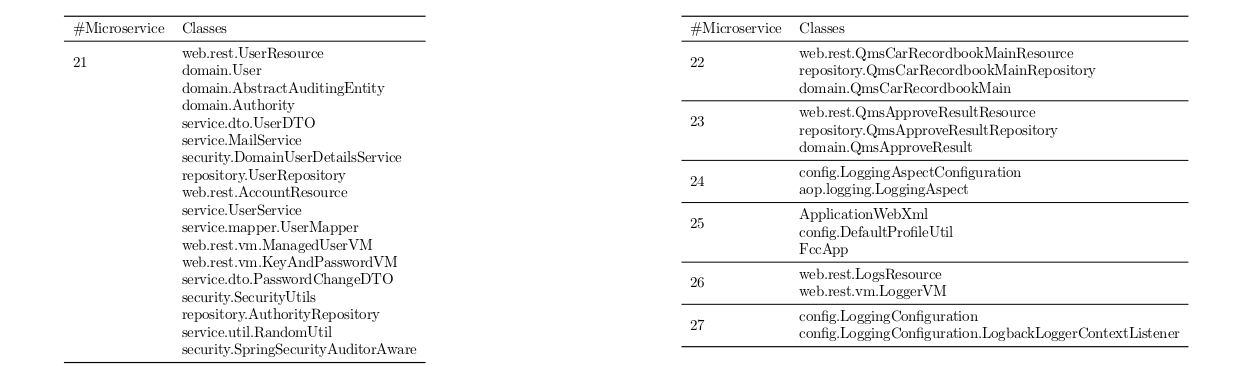 #Microservice Classes
21
web.rest.UserResource
domain.User
domain.AbstractAuditingEntity
domain.Authority
service.dto.UserDTO
service.MailService
security.DomainUserDetailsService
repository.UserRepository
web.rest.AccountResource
service.UserService
service.mapper.UserMapper
web.rest.vm.ManagedUserVM
web.rest.vm.KeyAndPasswordVM
service.dto.PasswordChangeDTO
security.SecurityUtils
repository.AuthorityRepository
service.util.RandomUtil
security.SpringSecurityAuditorAware
#Microservice Classes
22
web.rest.QmsCarRecordbookMainResource
repository.QmsCarRecordbookMainRepository
domain.QmsCarRecordbookMain
23
web.rest.QmsApproveResultResource
repository.QmsApproveResultRepository
domain.QmsApproveResult
24
config.LoggingAspectConfiguration
aop.logging.LoggingAspect
25
ApplicationWebXml
config.DefaultProfileUtil
FccApp
26
web.rest.LogsResource
web.rest.vm.LoggerVM
27
config.LoggingConfiguration
config.LoggingConfiguration.LogbackLoggerContextListener